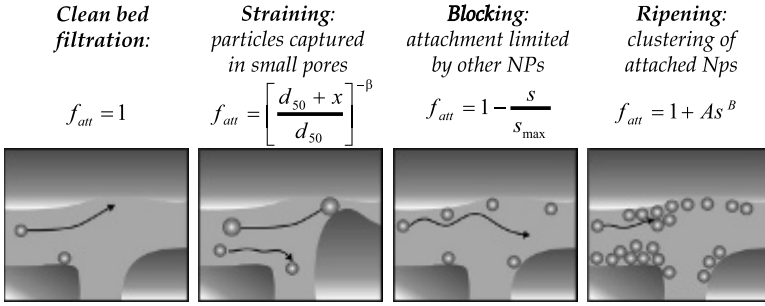 Clean bed
filtration:
f_att = 1
Straining:
particles captured
in small pores
f_att = [ (d_50 + x) / d_50 ]^−β
Blocking:
attachment limited
by other NPs
f_att = 1 − s / s_max
Ripening:
clustering of
attached Nps
f_att = 1 + As^B